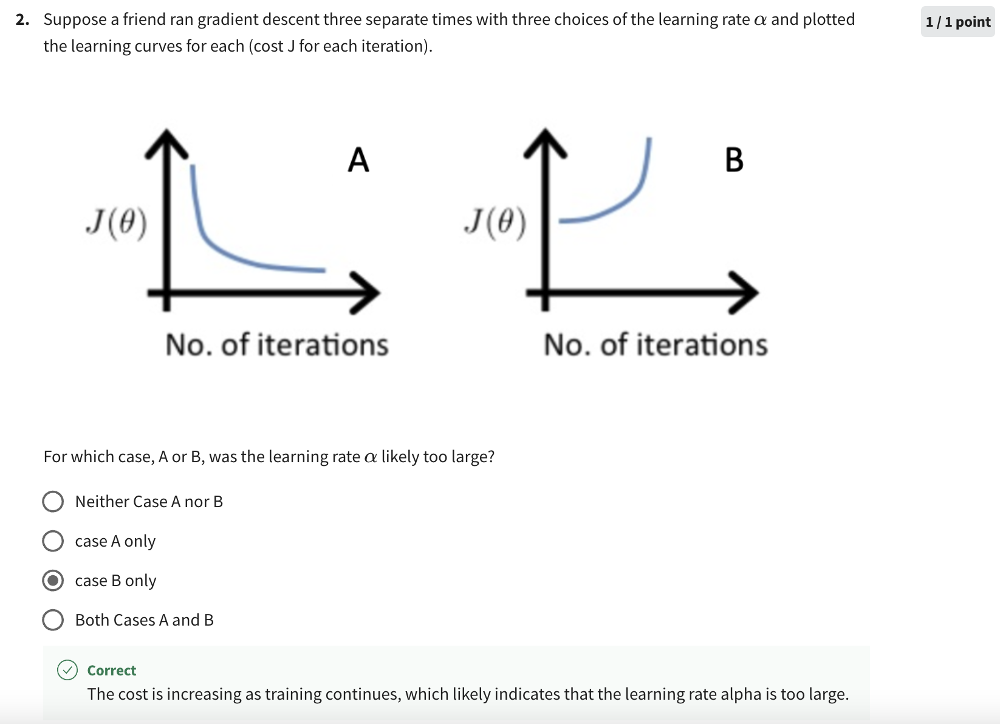 2. Suppose a friend ran gradient descent three separate times with three choices of the learning rate α and plotted
the learning curves for each (cost J for each iteration).
1 / 1 point
A
J(θ)
No. of iterations
B
J(θ)
No. of iterations
For which case, A or B, was the learning rate α likely too large?
Neither Case A nor B
case A only
case B only
Both Cases A and B
Correct
The cost is increasing as training continues, which likely indicates that the learning rate alpha is too large.